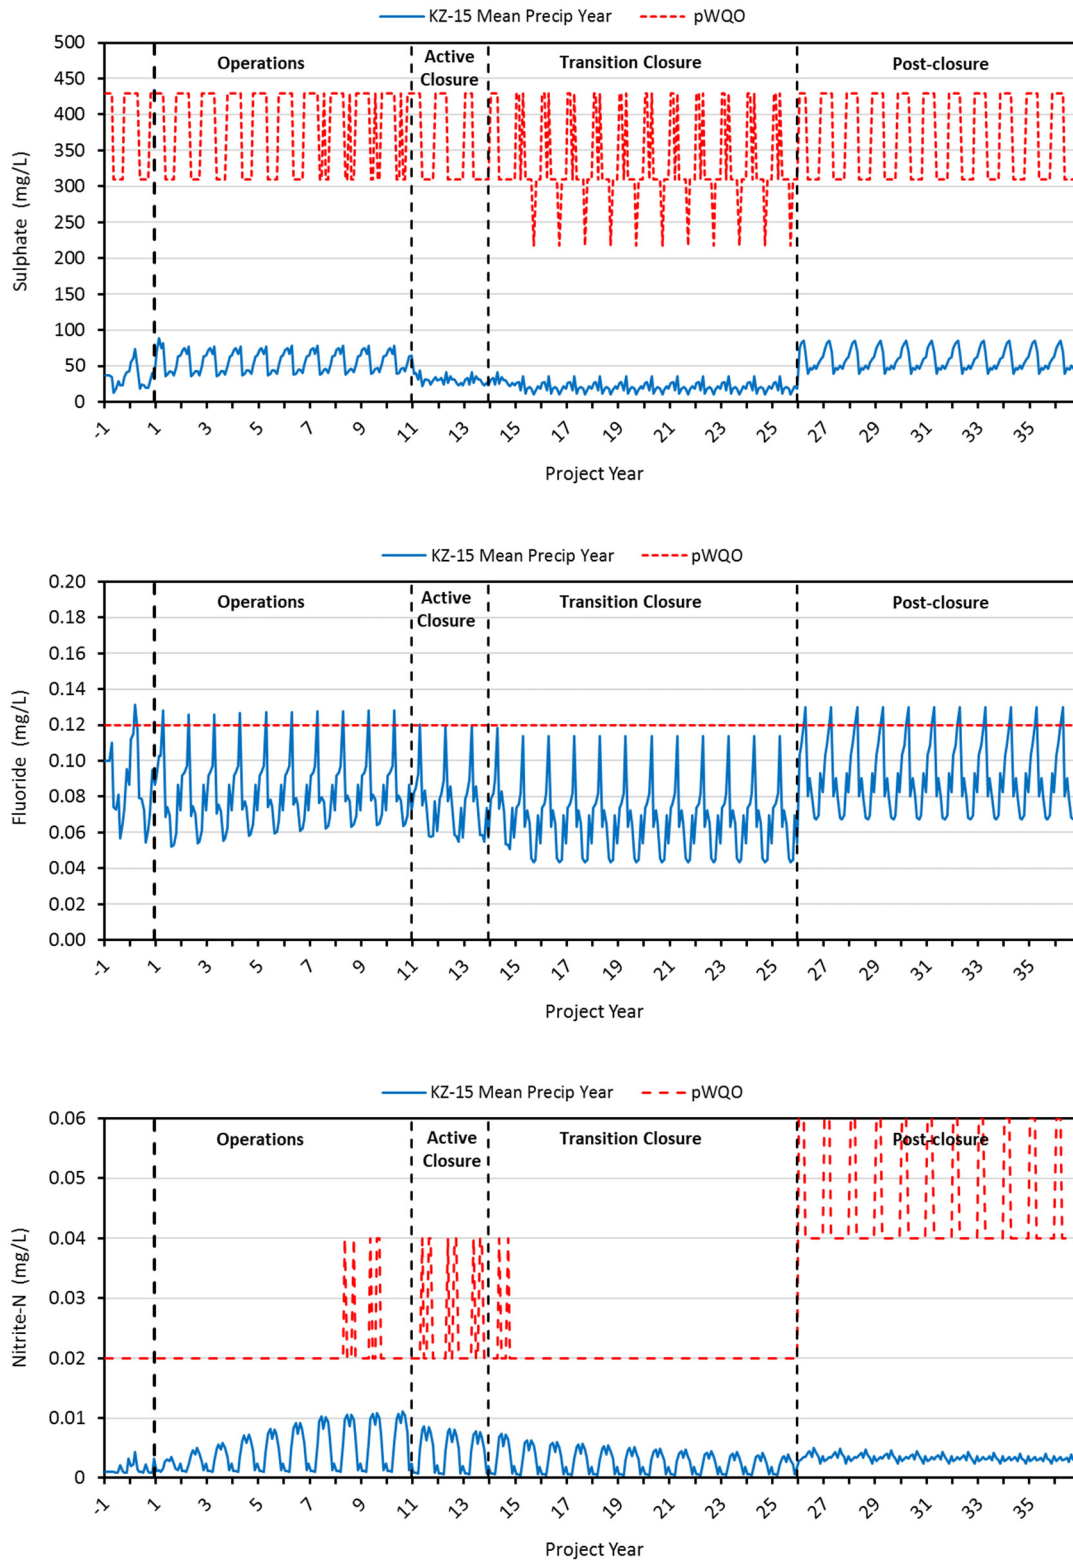 KZ-15 Mean Precip Year pWQO
500
450
400
350
300
250
200
150
100
50
0
Sulphate (mg/L)
Operations
Active
Closure
Transition Closure
Post-closure
-1 1 3 5 7 9 11 13 15 17 19 21 23 25 27 29 31 33 35
Project Year
KZ-15 Mean Precip Year pWQO
0.20
0.18
0.16
0.14
0.12
0.10
0.08
0.06
0.04
0.02
0.00
Fluoride (mg/L)
Operations
Active
Closure
Transition Closure
Post-closure
-1 1 3 5 7 9 11 13 15 17 19 21 23 25 27 29 31 33 35
Project Year
KZ-15 Mean Precip Year pWQO
0.06
0.05
0.04
0.03
0.02
0.01
0
Nitrite-N (mg/L)
Operations
Active
Closure
Transition Closure
Post-closure
-1 1 3 5 7 9 11 13 15 17 19 21 23 25 27 29 31 33 35
Project Year